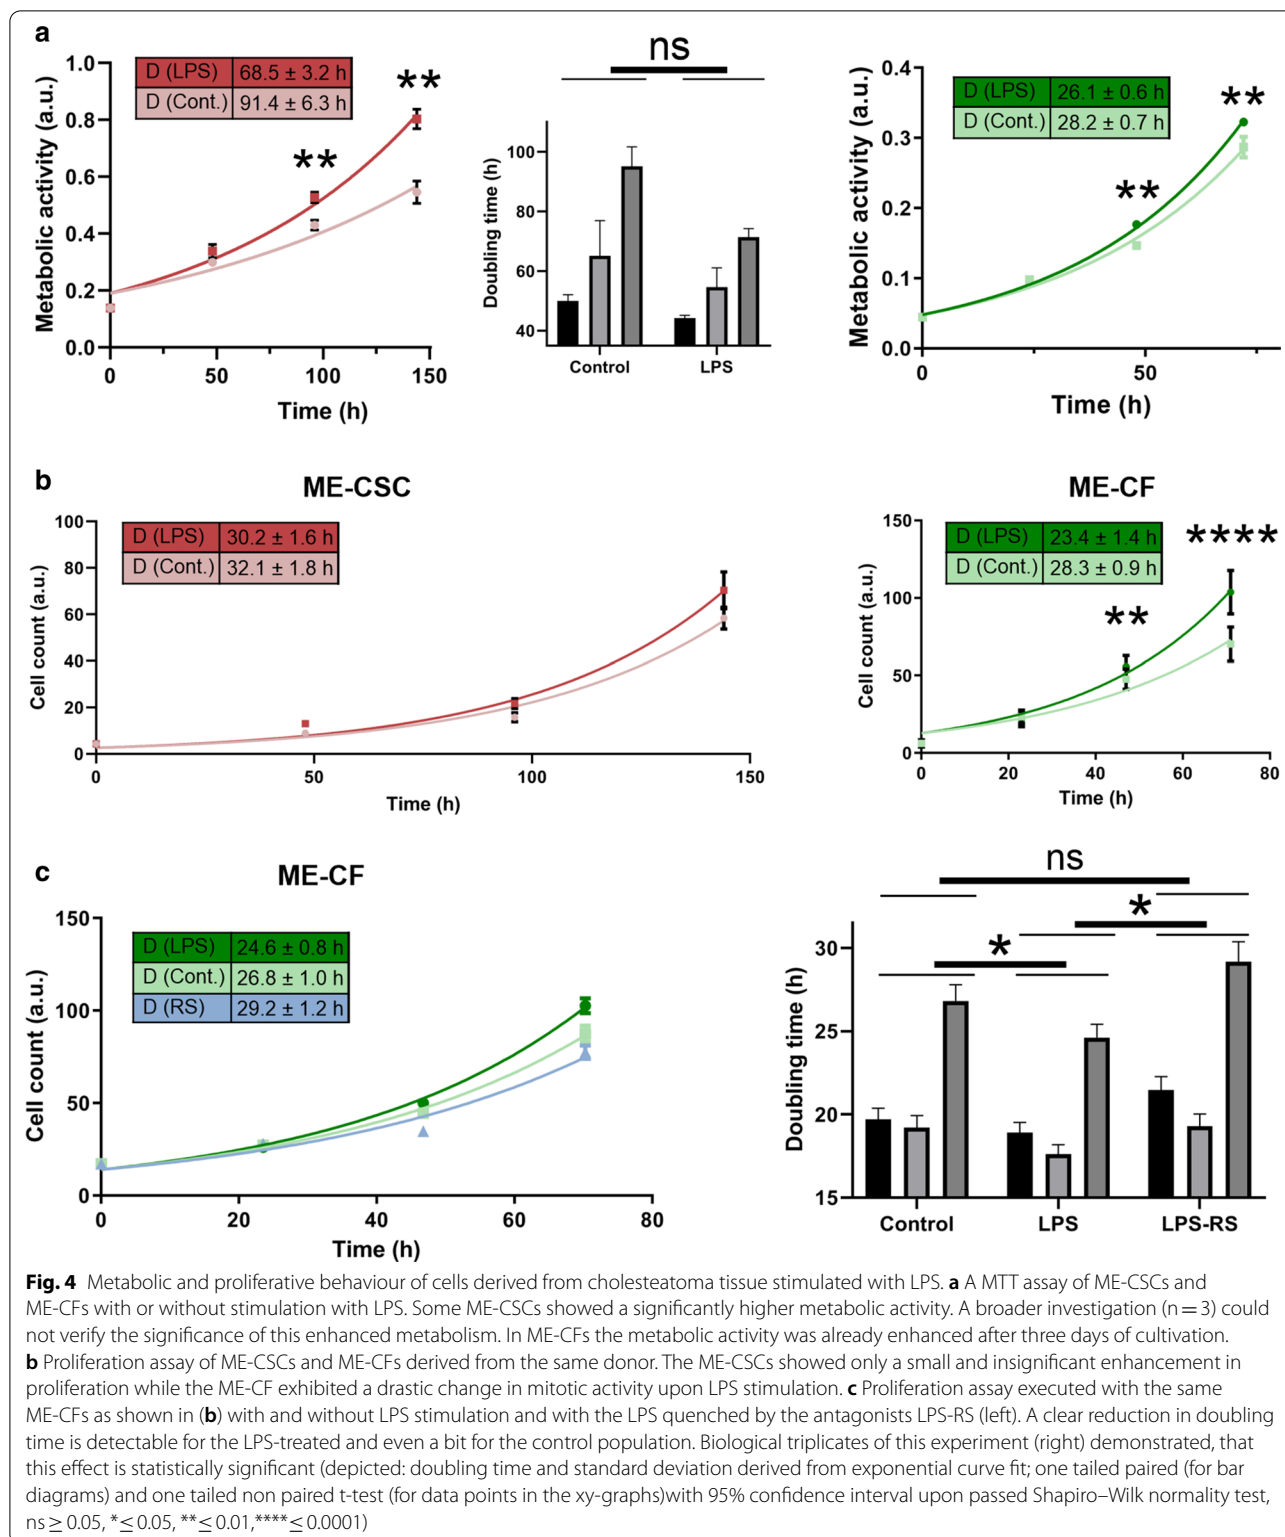 a
D (LPS) 68.5 ± 3.2 h
D (Cont.) 91.4 ± 6.3 h
**
**
Metabolic activity (a.u.)
1.0
0.8
0.6
0.4
0.2
0.0
0 50 100 150
Time (h)
ns
Doubling time (h)
100
80
60
40
Control LPS
D (LPS) 26.1 ± 0.6 h
D (Cont.) 28.2 ± 0.7 h
**
**
Metabolic activity (a.u.)
0.4
0.3
0.2
0.1
0.0
0 50
Time (h)
b
ME-CSC
D (LPS) 30.2 ± 1.6 h
D (Cont.) 32.1 ± 1.8 h
Cell count (a.u.)
100
80
60
40
20
0
0 50 100 150
Time (h)
ME-CF
D (LPS) 23.4 ± 1.4 h
D (Cont.) 28.3 ± 0.9 h
****
**
Cell count (a.u.)
150
100
50
0
0 20 40 60 80
Time (h)
c
ME-CF
D (LPS) 24.6 ± 0.8 h
D (Cont.) 26.8 ± 1.0 h
D (RS) 29.2 ± 1.2 h
Cell count (a.u.)
150
100
50
0
0 20 40 60 80
Time (h)
ns
*
*
Doubling time (h)
30
25
20
15
Control LPS LPS-RS
Fig. 4 Metabolic and proliferative behaviour of cells derived from cholesteatoma tissue stimulated with LPS. a A MTT assay of ME-CSCs and
ME-CFs with or without stimulation with LPS. Some ME-CSCs showed a significantly higher metabolic activity. A broader investigation (n = 3) could
not verify the significance of this enhanced metabolism. In ME-CFs the metabolic activity was already enhanced after three days of cultivation.
b Proliferation assay of ME-CSCs and ME-CFs derived from the same donor. The ME-CSCs showed only a small and insignificant enhancement in
proliferation while the ME-CF exhibited a drastic change in mitotic activity upon LPS stimulation. c Proliferation assay executed with the same
ME-CFs as shown in (b) with and without LPS stimulation and with the LPS quenched by the antagonists LPS-RS (left). A clear reduction in doubling
time is detectable for the LPS-treated and even a bit for the control population. Biological triplicates of this experiment (right) demonstrated, that
this effect is statistically significant (depicted: doubling time and standard deviation derived from exponential curve fit; one tailed paired (for bar
diagrams) and one tailed non paired t-test (for data points in the xy-graphs)with 95% confidence interval upon passed Shapiro–Wilk normality test,
ns ≥ 0.05, *≤ 0.05, **≤ 0.01,****≤ 0.0001)